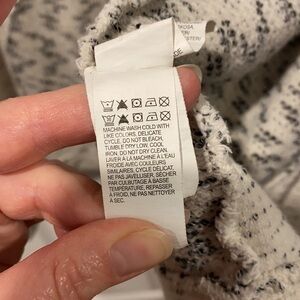 DE
MACHINE WASH COLD WITH
LIKE COLORS, DELICATE
CYCLE, DO NOT BLEACH,
TUMBLE DRY LOW, COOL
IRON, DO NOT DRY CLEAN.
LAVER À LA MACHINE À L'EAU
FROIDE AVEC COULEURS
SIMILAIRES, CYCLE DÉLICAT,
NE PAS JAVELLISER, SÉCHER
PAR CULBUTAGE À BASSE
TEMPÉRATURE, REPASSER
À FROID, NE PAS NETTOYER
À SEC.